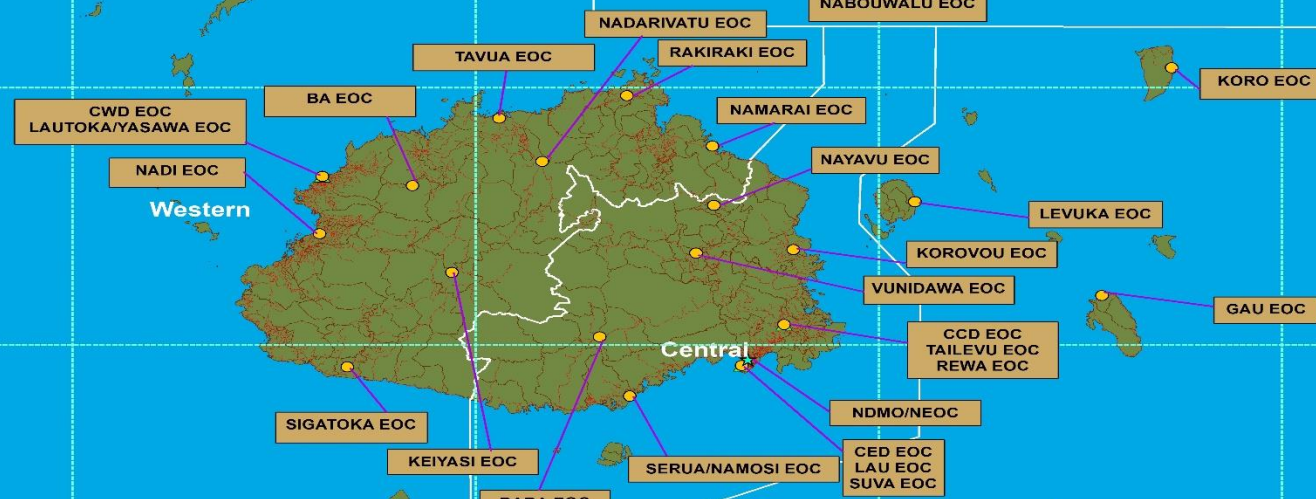 NABOUWALU EOC
NADARIVATU EOC
TAVUA EOC
RAKIRAKI EOC
KORO EOC
BA EOC
CWD EOC
LAUTOKA/YASAWA EOC
NAMARAI EOC
NADI EOC
NAYAVU EOC
Western
LEVUKA EOC
KOROVOU EOC
VUNIDAWA EOC
GAU EOC
CCD EOC
TAILEVU EOC
REWA EOC
Central
NDMO/NEOC
SIGATOKA EOC
KEIYASI EOC
SERUA/NAMOSI EOC
CED EOC
LAU EOC
SUVA EOC